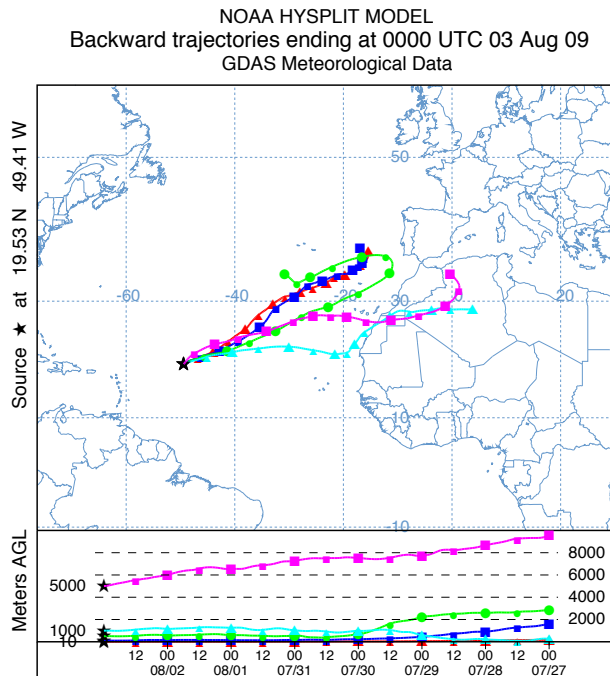 NOAA HYSPLIT MODEL
Backward trajectories ending at 0000 UTC 03 Aug 09
GDAS Meteorological Data
Source ★ at 19.53 N 49.41 W
50
-60 -40 -20 20
30
10
-10
Meters AGL
8000
5000 6000
4000
1000 2000
10
12 00 12 00 12 00 12 00 12 00 12 00 12 00
08/02 08/01 07/31 07/30 07/29 07/28 07/27